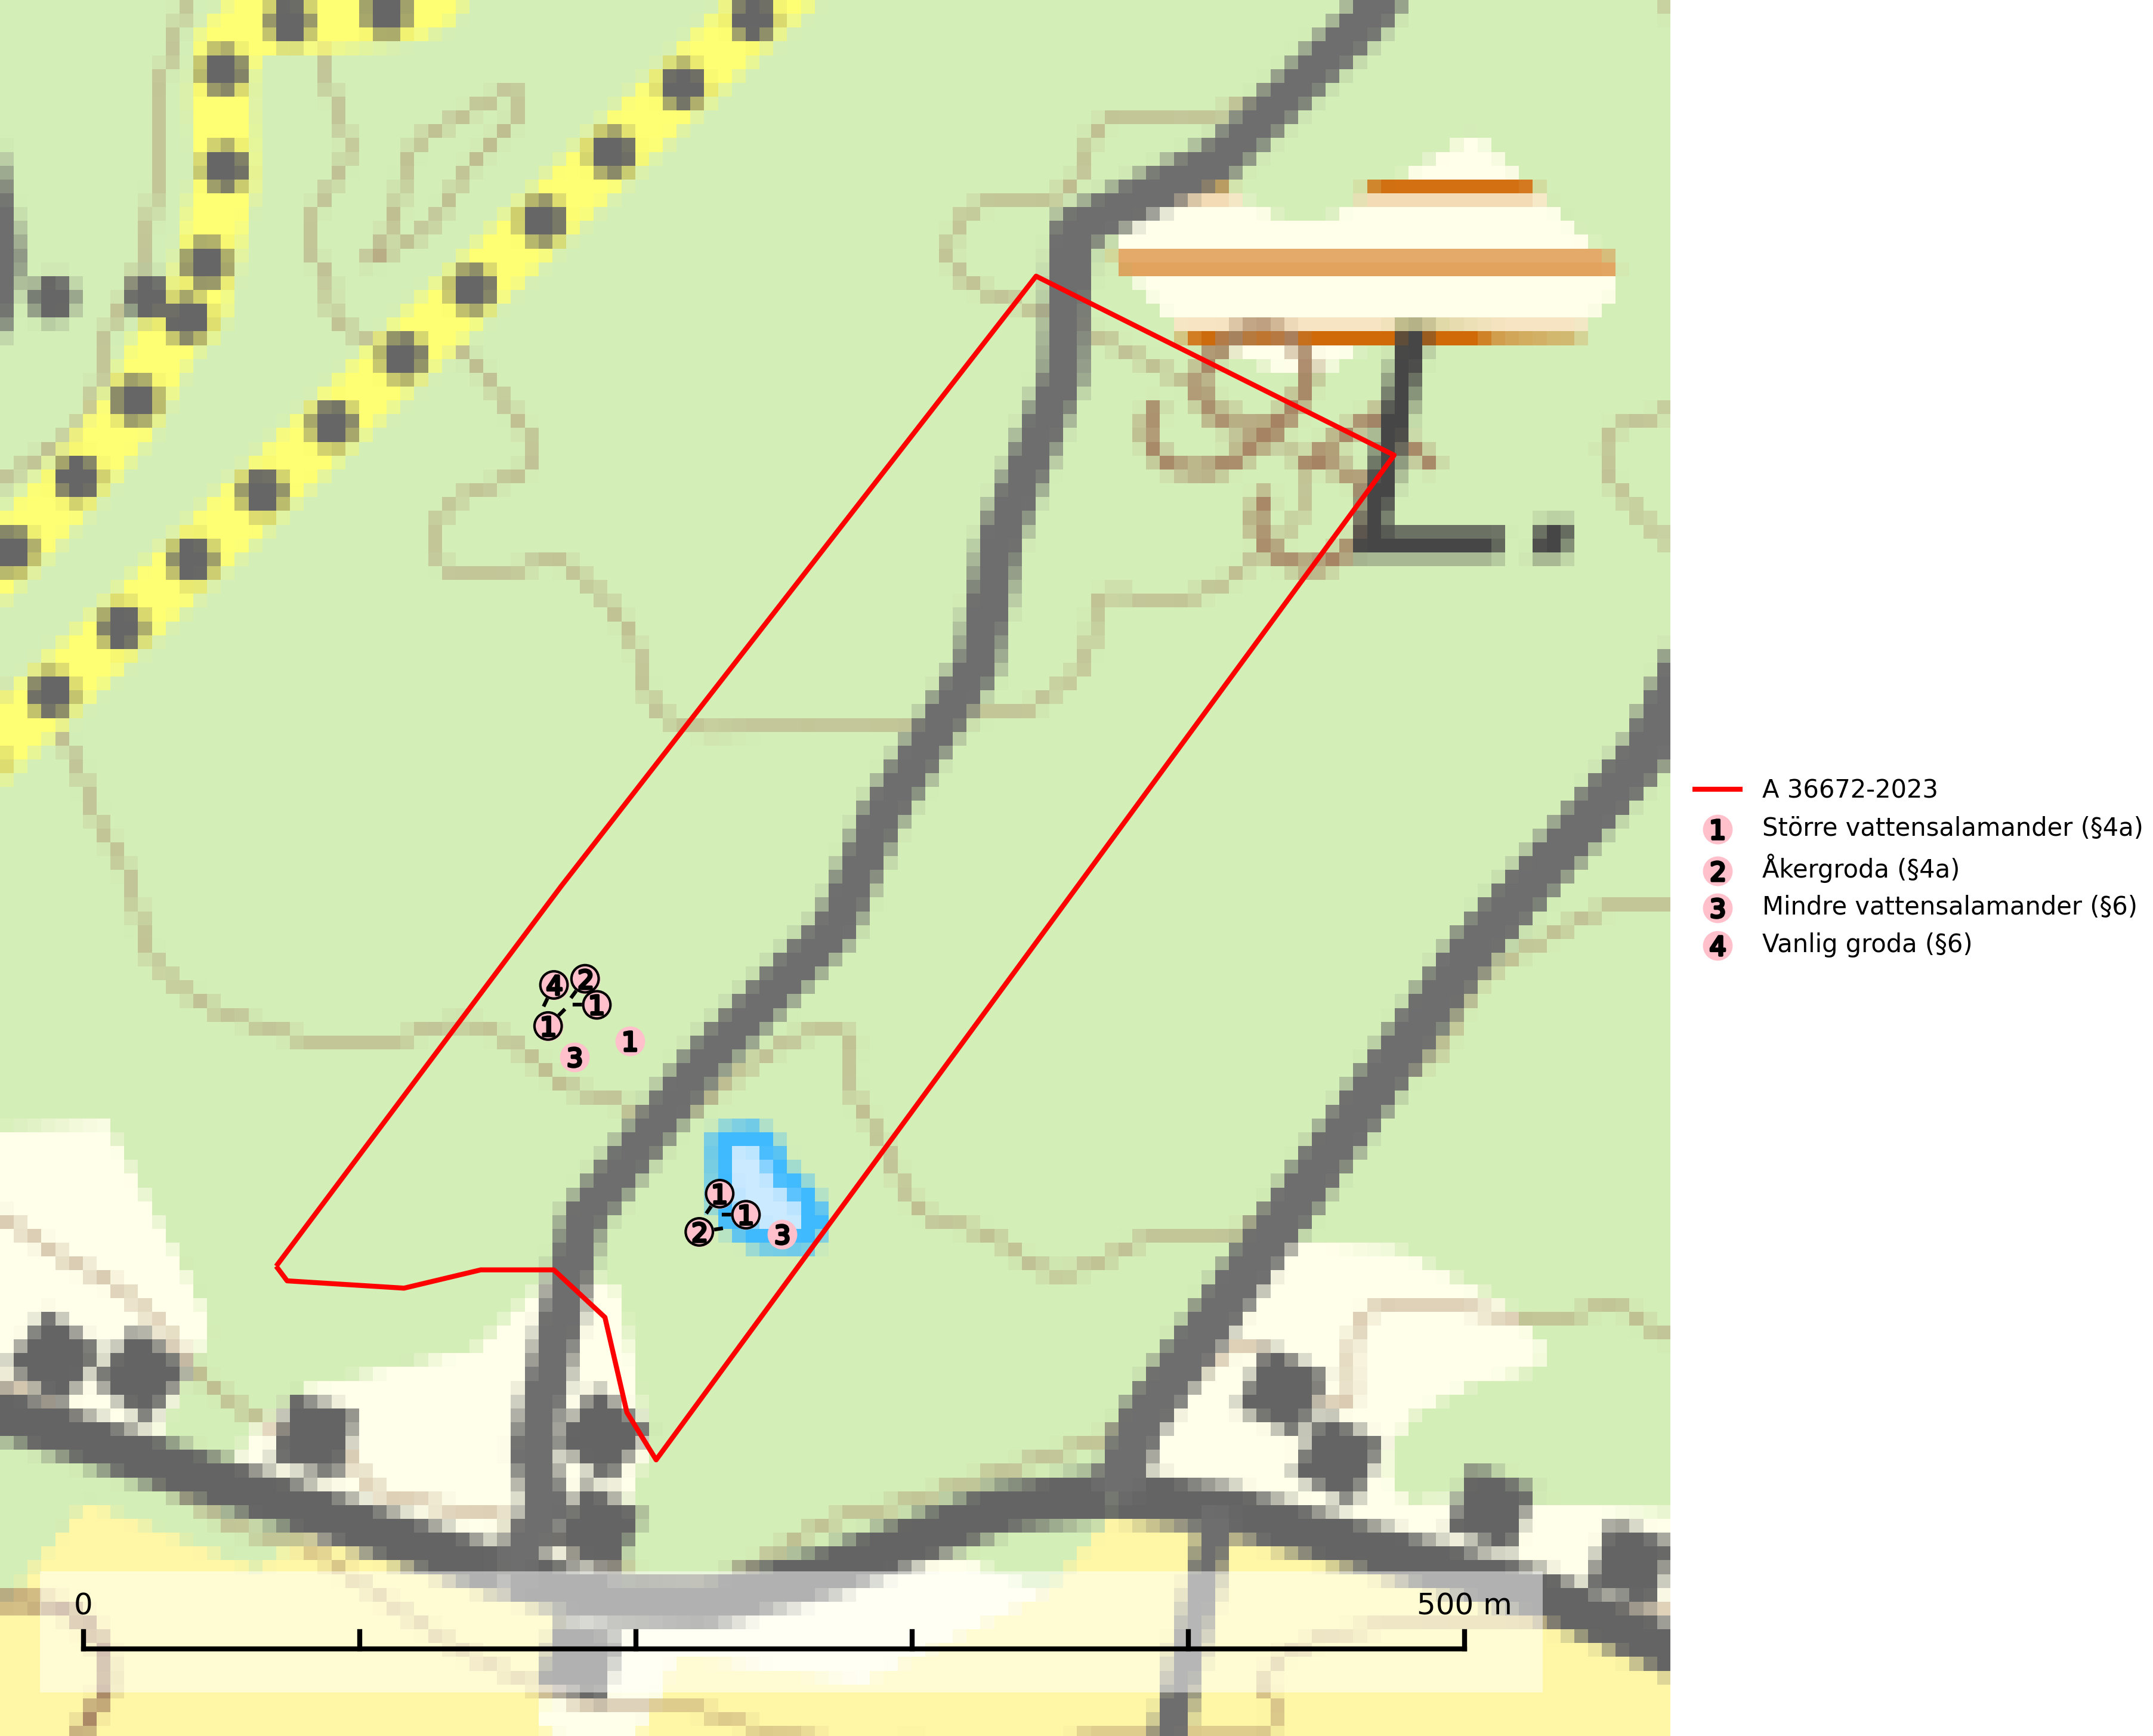 A 36672-2023
1 Större vattensalamander (§4a)
2 Åkergroda (§4a)
3 Mindre vattensalamander (§6)
4 Vanlig groda (§6)
4 2
1
1
1
3
1
1
2
3
0 500 m